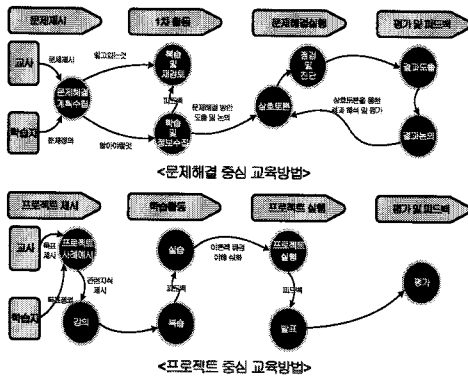 문제제시
1차 활동
문제해결실행
평가 및 피드백
교사
학습자
문제제시
문제정의
문제해결
계획수립
알고있는것
알아야할것
복습
및
재검토
피드백
학습
및
정보수집
문제해결 방안
도출 및 논의
상호토론
점검
및
진단
상호토론을 통한
결과 해석 및 평가
결과도출
결과논의
<문제해결 중심 교육방법>
프로젝트 제시
학습활동
프로젝트 실행
평가 및 피드백
교사
학습자
목표
제시
프로젝트
사례제시
관련지식
제시
강의
실습
피드백
복습
이해 심화
프로젝트
실행
피드백
발표
평가
<프로젝트 중심 교육방법>